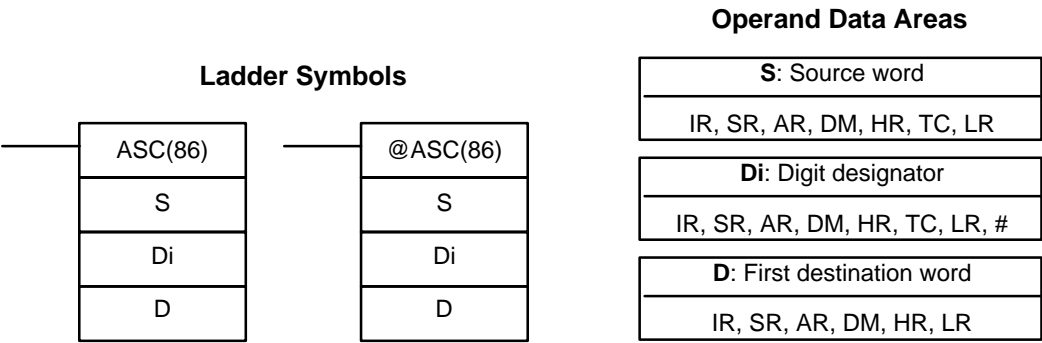 Ladder Symbols
ASC(86)
S
Di
D
@ASC(86)
S
Di
D
Operand Data Areas
S: Source word
IR, SR, AR, DM, HR, TC, LR
Di: Digit designator
IR, SR, AR, DM, HR, TC, LR, #
D: First destination word
IR, SR, AR, DM, HR, LR